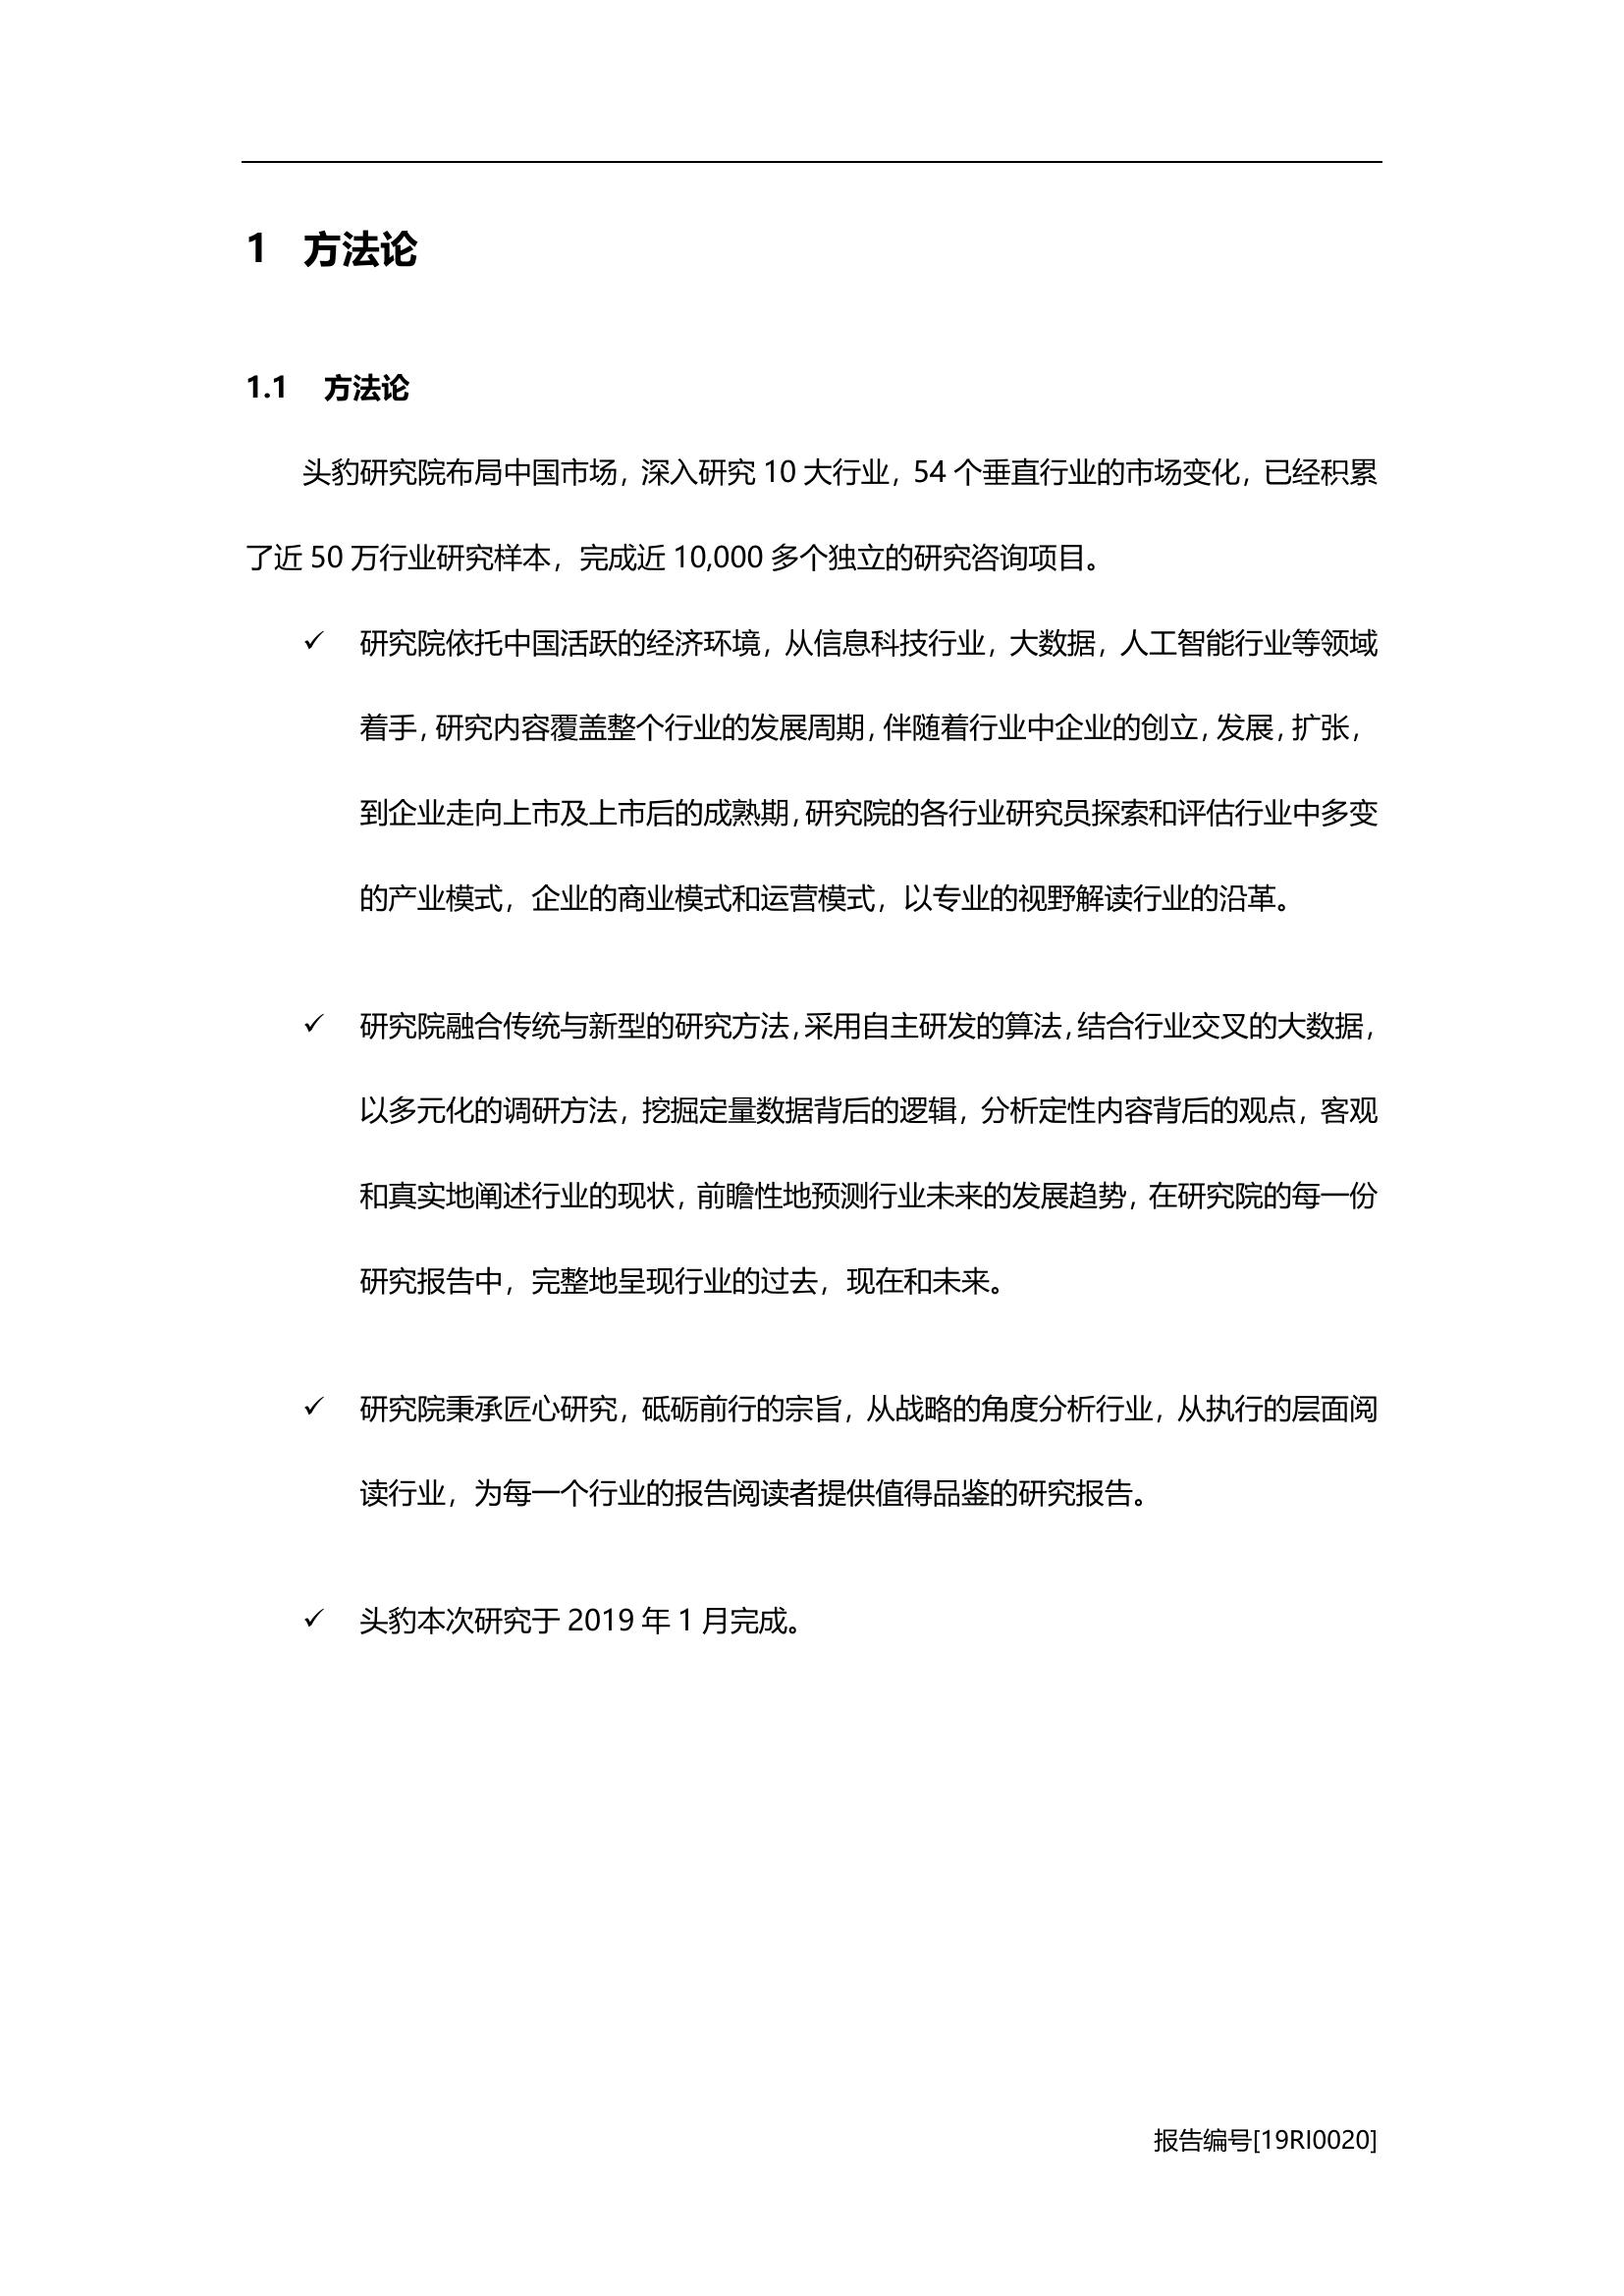 1 方法论
1.1 方法论
头豹研究院布局中国市场，深入研究 10 大行业，54 个垂直行业的市场变化，已经积累
了近 50 万行业研究样本，完成近 10,000 多个独立的研究咨询项目。
✓ 研究院依托中国活跃的经济环境，从信息科技行业，大数据，人工智能行业等领域
着手，研究内容覆盖整个行业的发展周期，伴随着行业中企业的创立，发展，扩张，
到企业走向上市及上市后的成熟期，研究院的各行业研究员探索和评估行业中多变
的产业模式，企业的商业模式和运营模式，以专业的视野解读行业的沿革。
✓ 研究院融合传统与新型的研究方法，采用自主研发的算法，结合行业交叉的大数据，
以多元化的调研方法，挖掘定量数据背后的逻辑，分析定性内容背后的观点，客观
和真实地阐述行业的现状，前瞻性地预测行业未来的发展趋势，在研究院的每一份
研究报告中，完整地呈现行业的过去，现在和未来。
✓ 研究院秉承匠心研究，砥砺前行的宗旨，从战略的角度分析行业，从执行的层面阅
读行业，为每一个行业的报告阅读者提供值得品鉴的研究报告。
✓ 头豹本次研究于 2019 年 1 月完成。
报告编号[19RI0020]